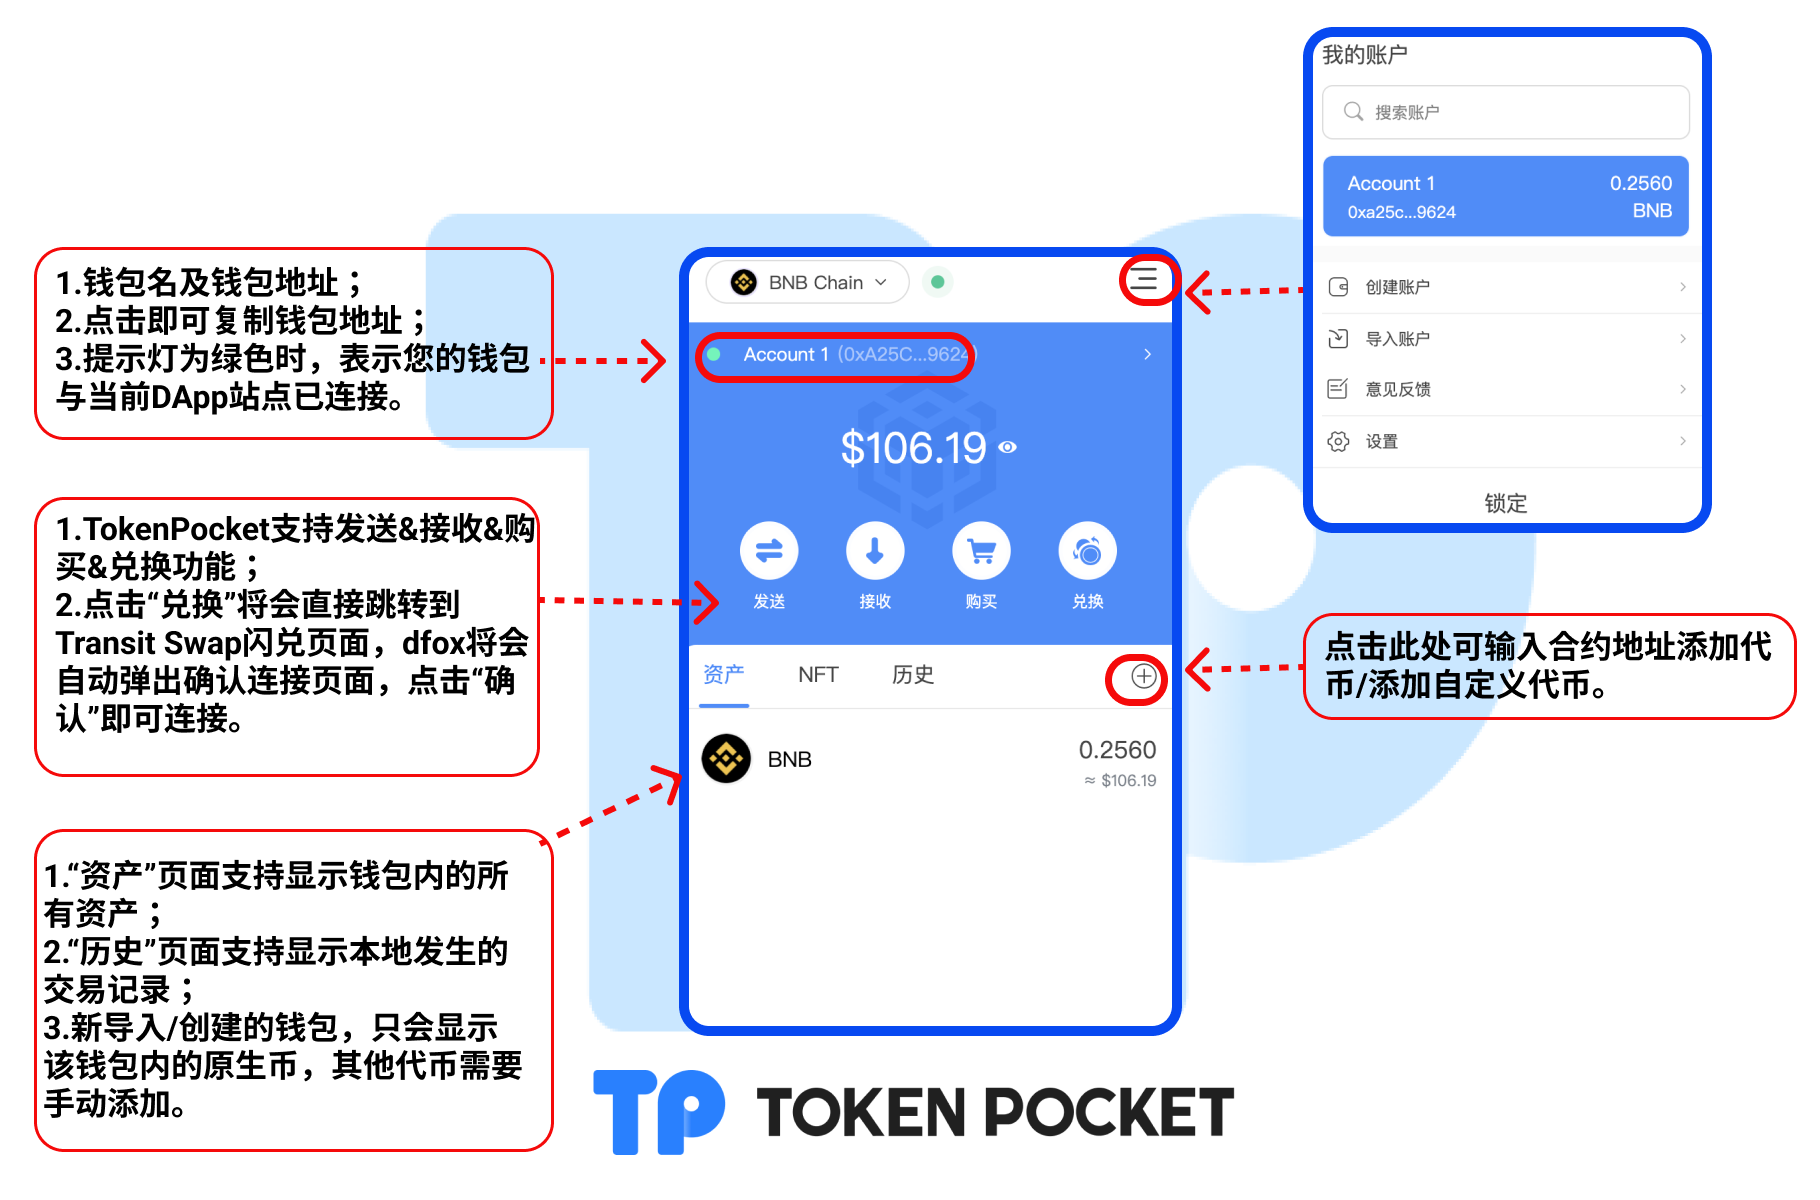 1.钱包名及钱包地址；
2.点击即可复制钱包地址；
3.提示灯为绿色时，表示您的钱包
与当前DApp站点已连接。
1.TokenPocket支持发送&接收&购
买&兑换功能；
2.点击“兑换”将会直接跳转到
Transit Swap闪兑页面，dfox将会
自动弹出确认连接页面，点击“确
认”即可连接。
1.“资产”页面支持显示钱包内的所
有资产；
2.“历史”页面支持显示本地发生的
交易记录；
3.新导入/创建的钱包，只会显示
该钱包内的原生币，其他代币需要
手动添加。
BNB Chain
Account 1 (0xA25C...9624)
$106.19
发送 接收 购买 兑换
资产 NFT 历史
BNB 0.2560
≈ $106.19
我的账户
搜索账户
Account 1 0.2560
0xa25c...9624 BNB
创建账户
导入账户
意见反馈
设置
锁定
点击此处可输入合约地址添加代
币/添加自定义代币。
TP TOKEN POCKET